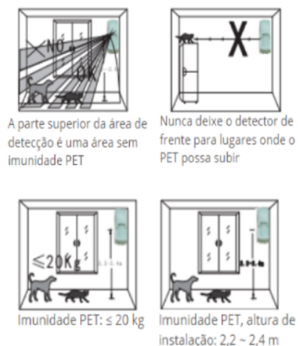 NO
OK
A parte superior da área de
detecção é uma área sem
imunidade PET
X
Nunca deixe o detector de
frente para lugares onde o
PET possa subir
≤20Kg
Imunidade PET: ≤ 20 kg
Imunidade PET, altura de
instalação: 2,2 ~ 2,4 m